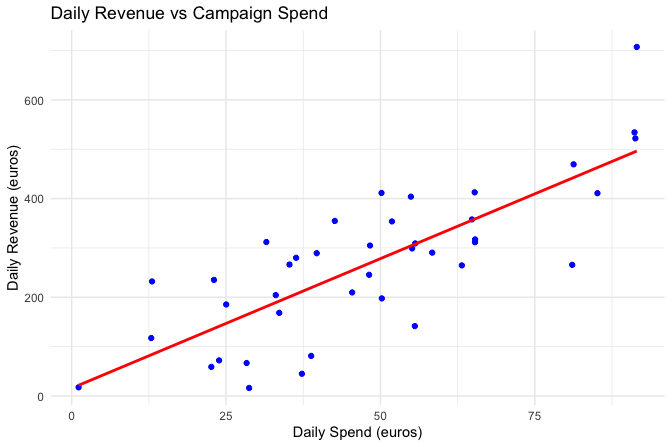 Daily Revenue vs Campaign Spend
600
400
200
0
Daily Revenue (euros)
0 25 50 75
Daily Spend (euros)